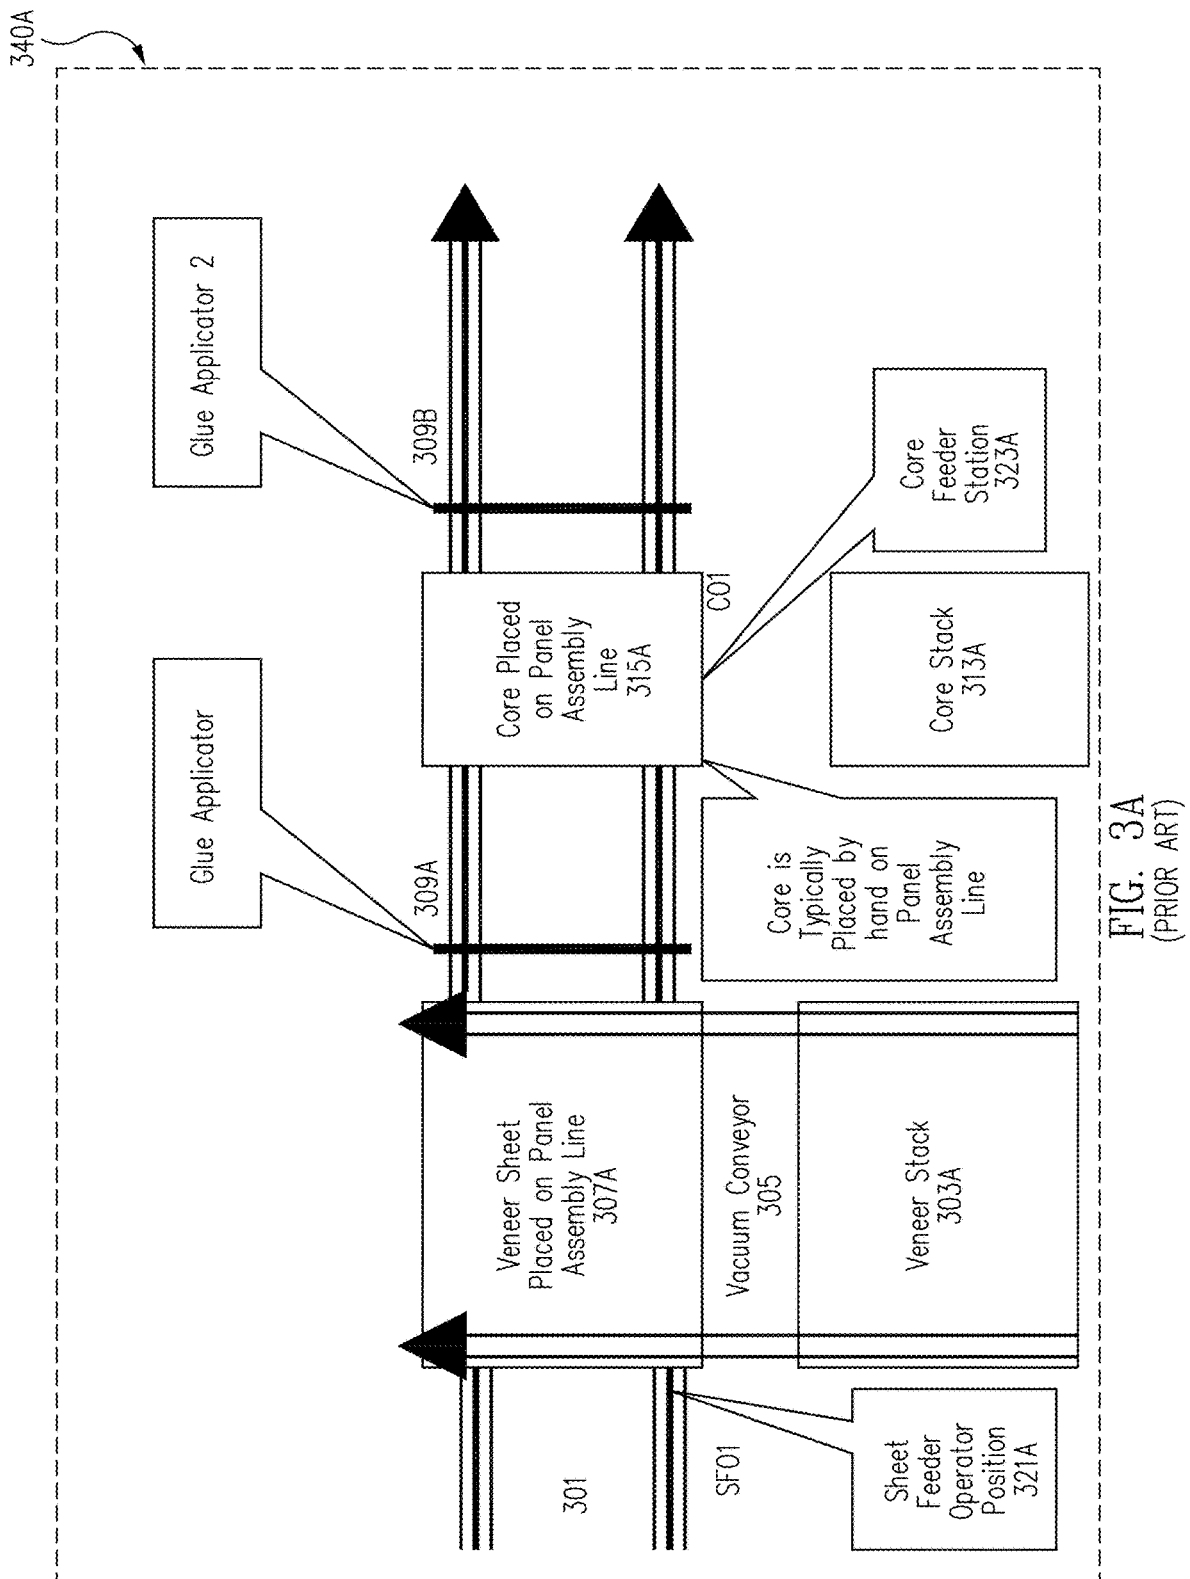 340A
Glue Applicator
Glue Applicator 2
309A
309B
Veneer Sheet
Placed on Panel
Assembly Line
307A
Core Placed
on Panel
Assembly
Line
315A
301
SF01
Vacuum Conveyor
305
CO1
Core is
Typically
Placed by
hand on
Panel
Assembly
Line
Core
Feeder
Station
323A
Sheet
Feeder
Operator
Position
321A
Veneer Stack
303A
Core Stack
313A
FIG. 3A
(PRIOR ART)